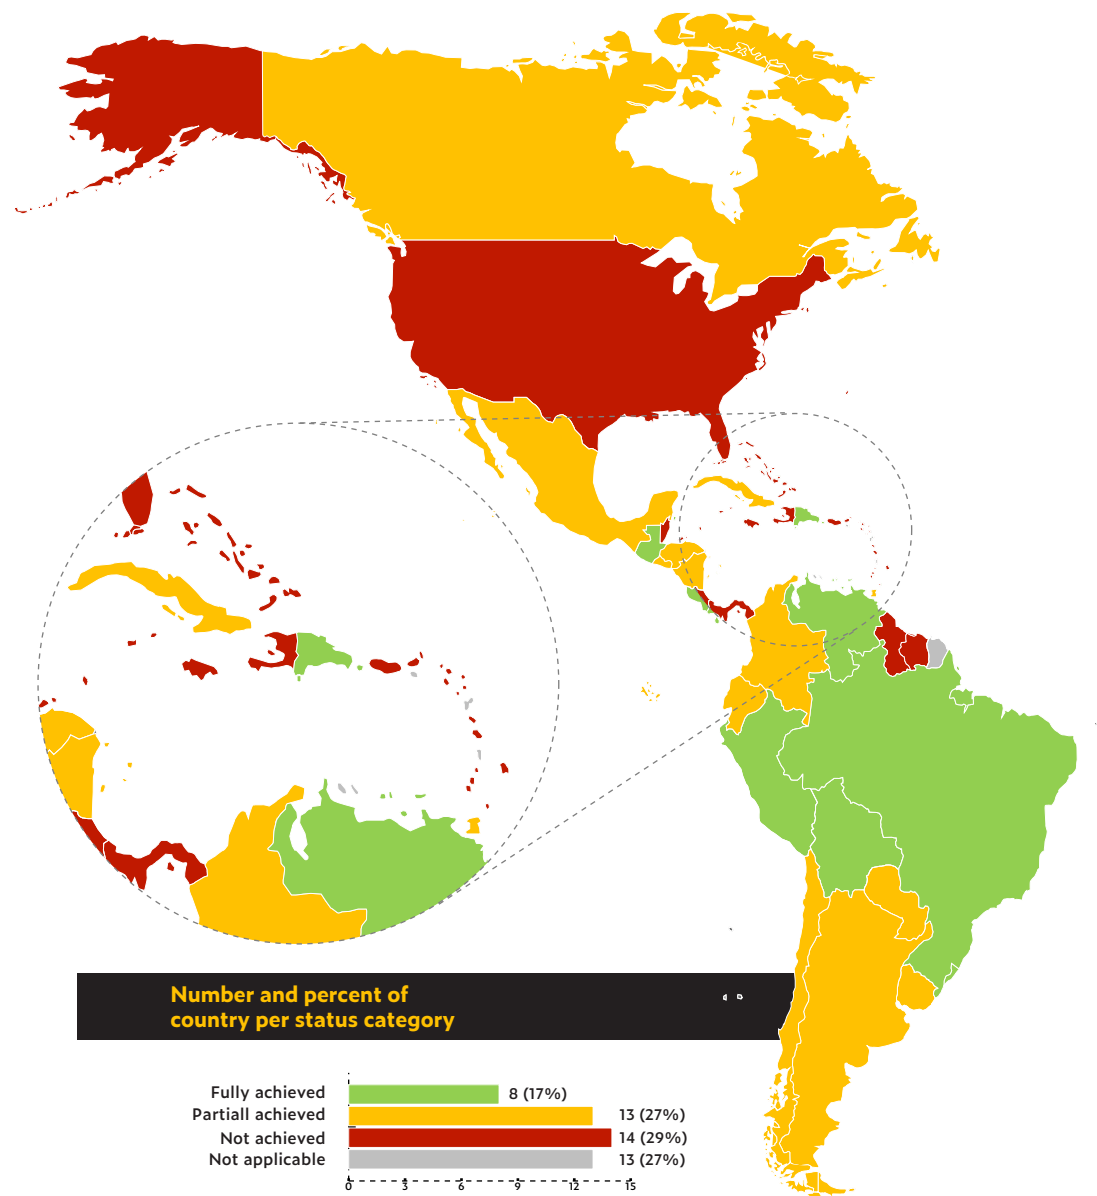 Number and percent of
country per status category
Fully achieved 8 (17%)
Partiall achieved 13 (27%)
Not achieved 14 (29%)
Not applicable 13 (27%)
0 3 6 9 12 15